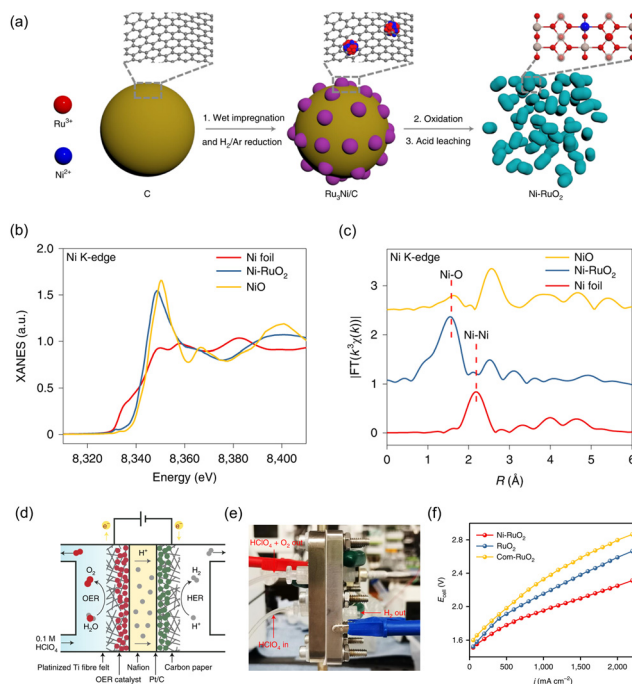 (a)
Ru³⁺
Ni²⁺
C
1. Wet impregnation
and H₂/Ar reduction
Ru₃Ni/C
2. Oxidation
3. Acid leaching
Ni-RuO₂
(b)
Ni K-edge
Ni foil
Ni-RuO₂
NiO
XANES (a.u.)
2.0
1.5
1.0
0.5
0
8,320
8,340
8,360
8,380
8,400
Energy (eV)
(c)
Ni K-edge
NiO
Ni-RuO₂
Ni foil
Ni-O
Ni-Ni
|FT(k³χ(k))|
3
2
1
0
0
1
2
3
4
5
6
R (Å)
(d)
H⁺
O₂
OER
H₂O
H₂
HER
H⁺
0.1 M
HClO₄
Platinized Ti fibre felt
Nafion
Carbon paper
OER catalyst
Pt/C
(e)
HClO₄ + O₂ out
H₂ out
HClO₄ in
(f)
Ni-RuO₂
RuO₂
Com-RuO₂
E cell (V)
2.8
2.4
2.0
1.6
1.2
0
500
1,000
1,500
2,000
i (mA cm⁻²)